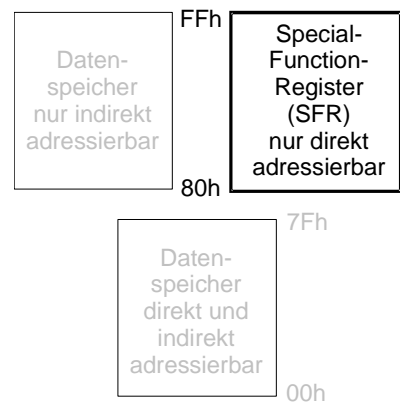 Daten-
speicher
nur indirekt
adressierbar
FFh
80h
Special-
Function-
Register
(SFR)
nur direkt
adressierbar
7Fh
Daten-
speicher
direkt und
indirekt
adressierbar
00h